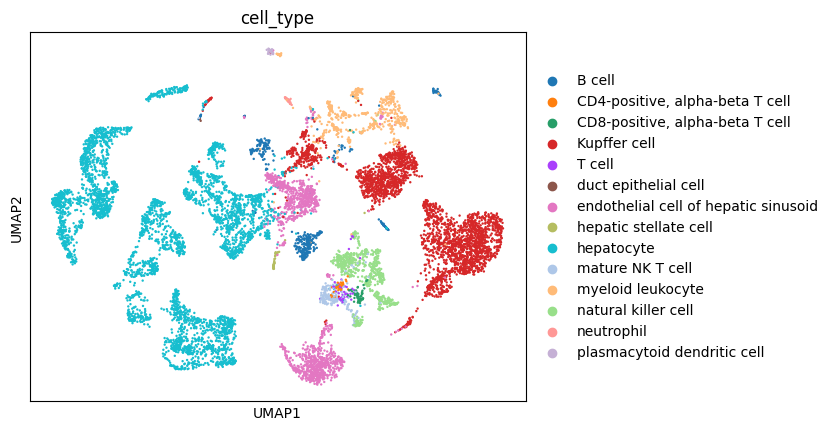 cell_type
B cell
CD4-positive, alpha-beta T cell
CD8-positive, alpha-beta T cell
Kupffer cell
T cell
duct epithelial cell
endothelial cell of hepatic sinusoid
hepatic stellate cell
hepatocyte
mature NK T cell
myeloid leukocyte
natural killer cell
neutrophil
plasmacytoid dendritic cell
UMAP2
UMAP1